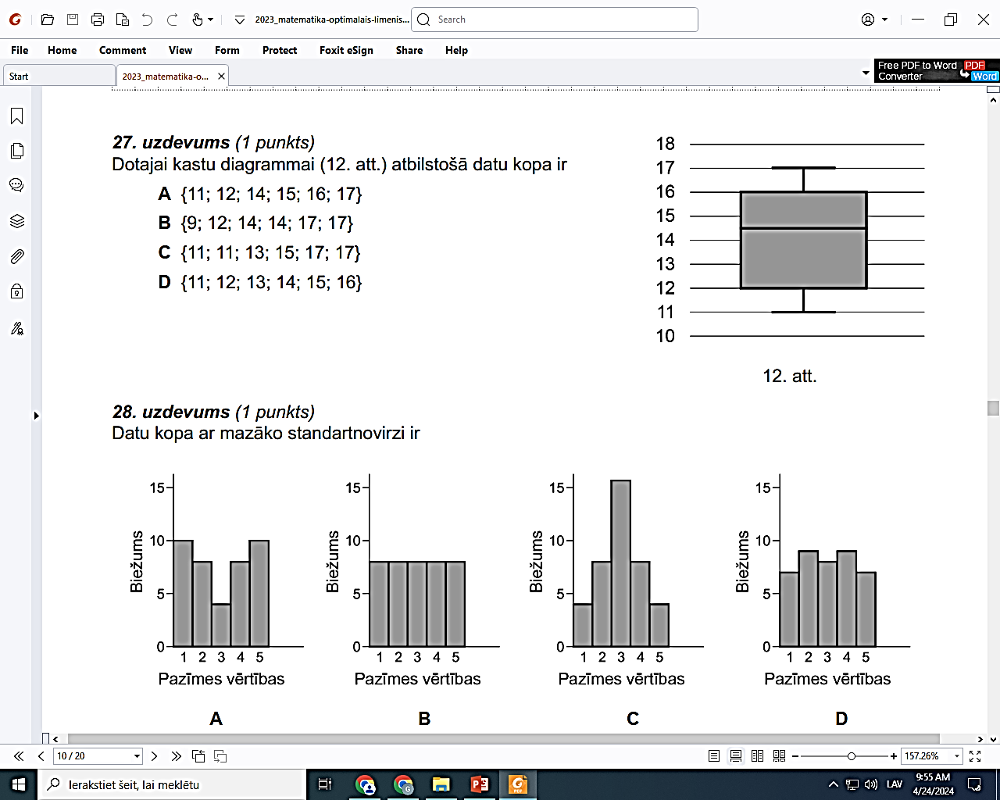 2023_matematika-optimalais-limenis...
Search
File Home Comment View Form Protect Foxit eSign Share Help
Start
2023_matematika-o...
Free PDF to Word PDF
Converter Word
27. uzdevums (1 punkts)
Dotajai kastu diagrammai (12. att.) atbilstošā datu kopa ir
A {11; 12; 14; 15; 16; 17}
B {9; 12; 14; 14; 17; 17}
C {11; 11; 13; 15; 17; 17}
D {11; 12; 13; 14; 15; 16}
18
17
16
15
14
13
12
11
10
12. att.
28. uzdevums (1 punkts)
Datu kopa ar mazāko standartnovirzi ir
15
10
5
0
Biežums
1 2 3 4 5
Pazīmes vērtības
A
15
10
5
0
Biežums
1 2 3 4 5
Pazīmes vērtības
B
15
10
5
0
Biežums
1 2 3 4 5
Pazīmes vērtības
C
15
10
5
0
Biežums
1 2 3 4 5
Pazīmes vērtības
D
10 / 20
157.26%
Ierakstiet šeit, lai meklētu
LAV
9:55 AM
4/24/2024